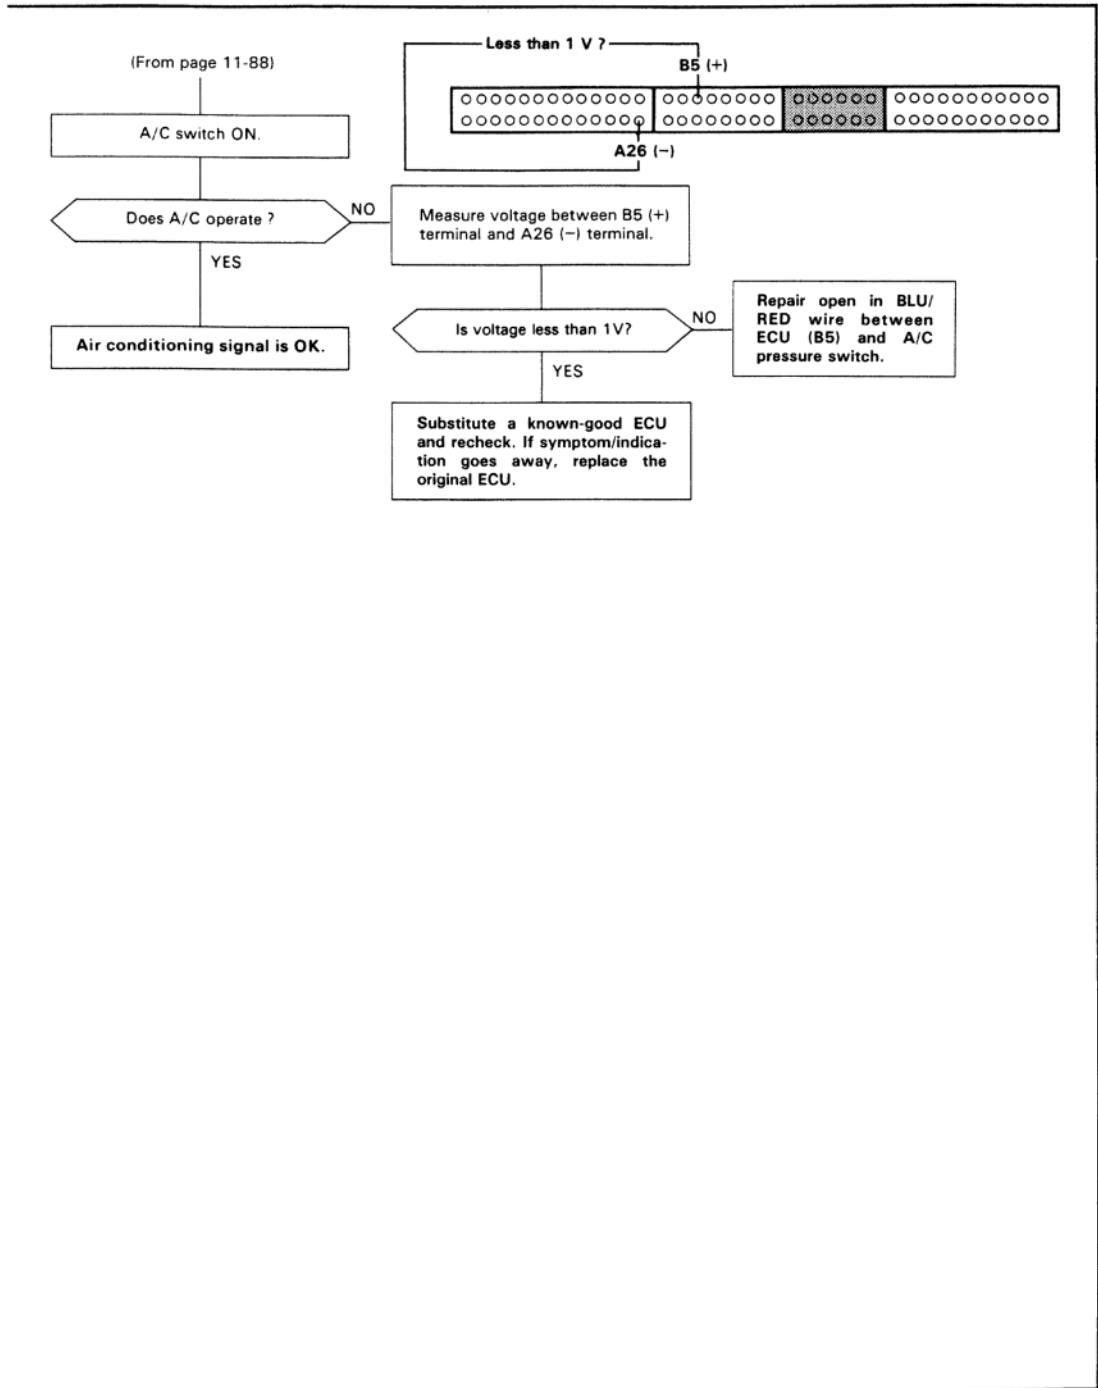 (From page 11-88)
A/C switch ON.
Does A/C operate ?
NO
YES
Air conditioning signal is OK.
Less than 1 V ?
B5 (+)
A26 (−)
Measure voltage between B5 (+)
terminal and A26 (−) terminal.
Is voltage less than 1V?
NO
YES
Repair open in BLU/
RED wire between
ECU (B5) and A/C
pressure switch.
Substitute a known-good ECU
and recheck. If symptom/indica-
tion goes away, replace the
original ECU.